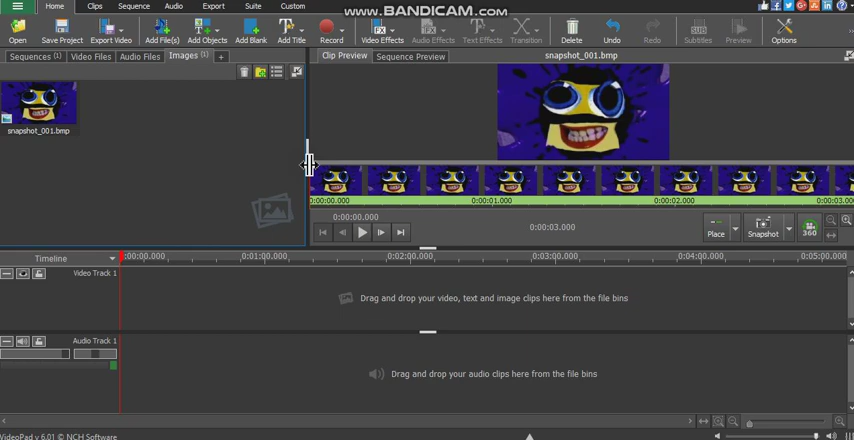 www.BANDICAM.com
Home Clips Sequence Audio Effects Export Suite Custom
Open Save Project Export Video Add File(s) Add Objects Add Blank Add Title Record Video Effects Audio Effects Text Effects Transition Delete Undo Redo Subtitles Preview Options
Sequences (1) Video Files Audio Files Images (1) +
Clip Preview Sequence Preview snapshot_001.bmp
snapshot_001.bmp
0:00:00.000 0:00:01.000 0:00:02.000 0:00:03.000
0:00:00.000
0:00:03.000
Place Snapshot 360
Timeline 0:00:00.000 0:01:00.000 0:02:00.000 0:03:00.000 0:04:00.000 0:05:00.000
Video Track 1
Drag and drop your video, text and image clips here from the file bins
Audio Track 1
Drag and drop your audio clips here from the file bins
VideoPad v 6.01 © NCH Software